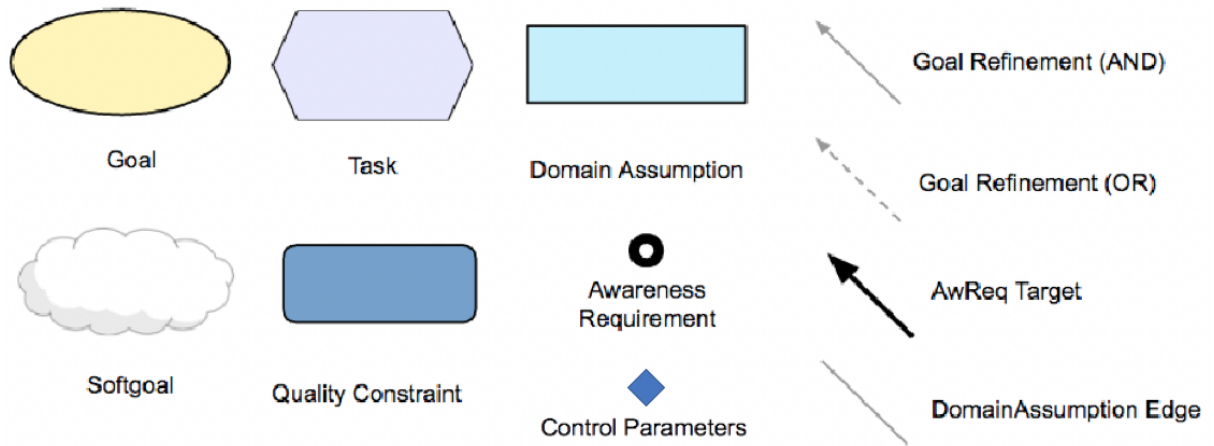 Goal
Task
Domain Assumption
Goal Refinement (AND)
Goal Refinement (OR)
Softgoal
Quality Constraint
Awareness
Requirement
Control Parameters
AwReq Target
DomainAssumption Edge